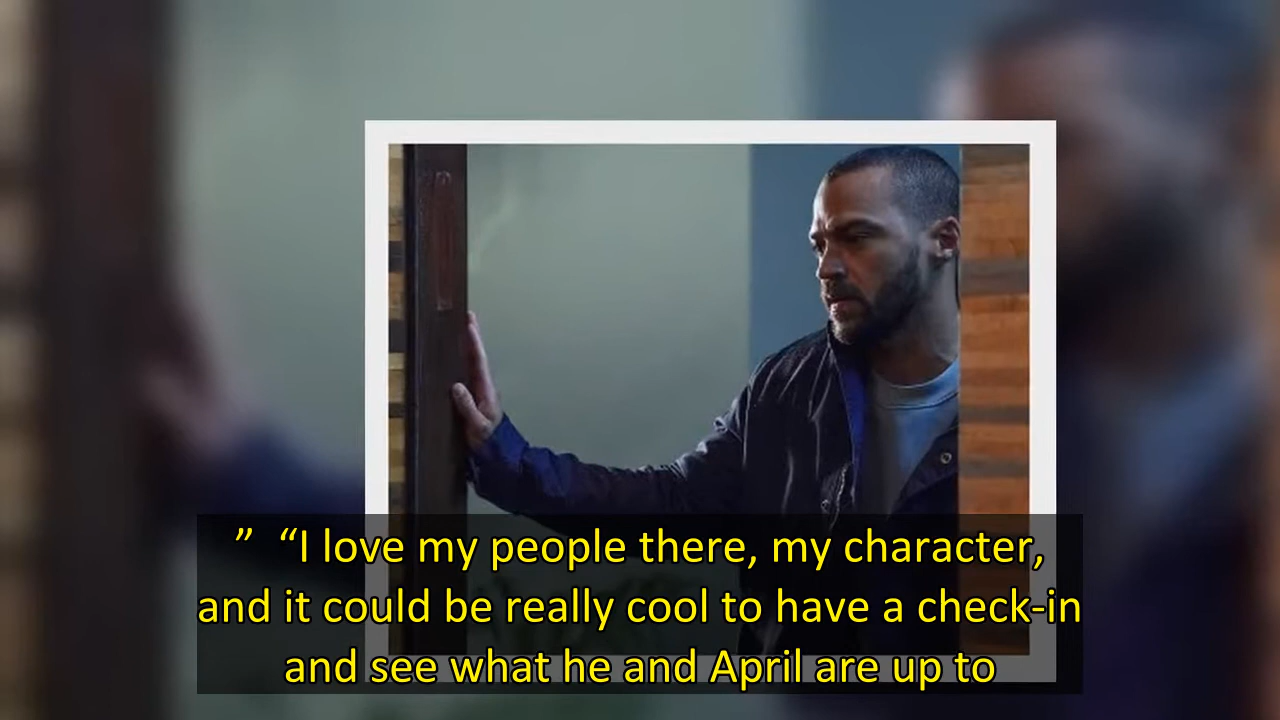 ”  “I love my people there, my character,
and it could be really cool to have a check-in
and see what he and April are up to